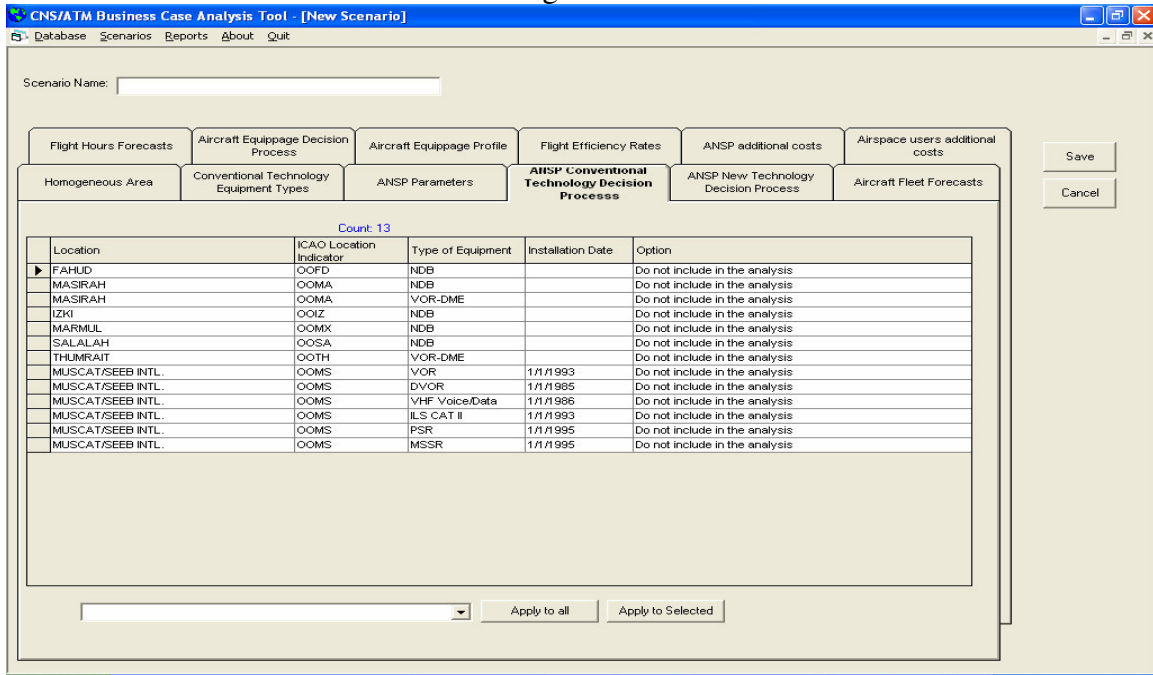 CNS/ATM Business Case Analysis Tool - [New Scenario]
Database Scenarios Reports About Quit
Scenario Name:
Flight Hours Forecasts
Aircraft Equippage Decision
Process
Aircraft Equippage Profile
Flight Efficiency Rates
ANSP additional costs
Airspace users additional
costs
Save
Homogeneous Area
Conventional Technology
Equipment Types
ANSP Parameters
ANSP Conventional
Technology Decision
Processs
ANSP New Technology
Decision Process
Aircraft Fleet Forecasts
Cancel
Count: 13
Location ICAO Location Indicator Type of Equipment Installation Date Option
FAHUD OOFD NDB Do not include in the analysis
MASIRAH OOMA NDB Do not include in the analysis
MASIRAH OOMA VOR-DME Do not include in the analysis
IZKI OOIZ NDB Do not include in the analysis
MARMUL OOMX NDB Do not include in the analysis
SALALAH OOSA NDB Do not include in the analysis
THUMRAIT OOTH VOR-DME Do not include in the analysis
MUSCAT/SEEB INTL. OOMS VOR 1/1/1993 Do not include in the analysis
MUSCAT/SEEB INTL. OOMS DVOR 1/1/1985 Do not include in the analysis
MUSCAT/SEEB INTL. OOMS VHF Voice/Data 1/1/1986 Do not include in the analysis
MUSCAT/SEEB INTL. OOMS ILS CAT II 1/1/1993 Do not include in the analysis
MUSCAT/SEEB INTL. OOMS PSR 1/1/1995 Do not include in the analysis
MUSCAT/SEEB INTL. OOMS MSSR 1/1/1995 Do not include in the analysis
Apply to all Apply to Selected